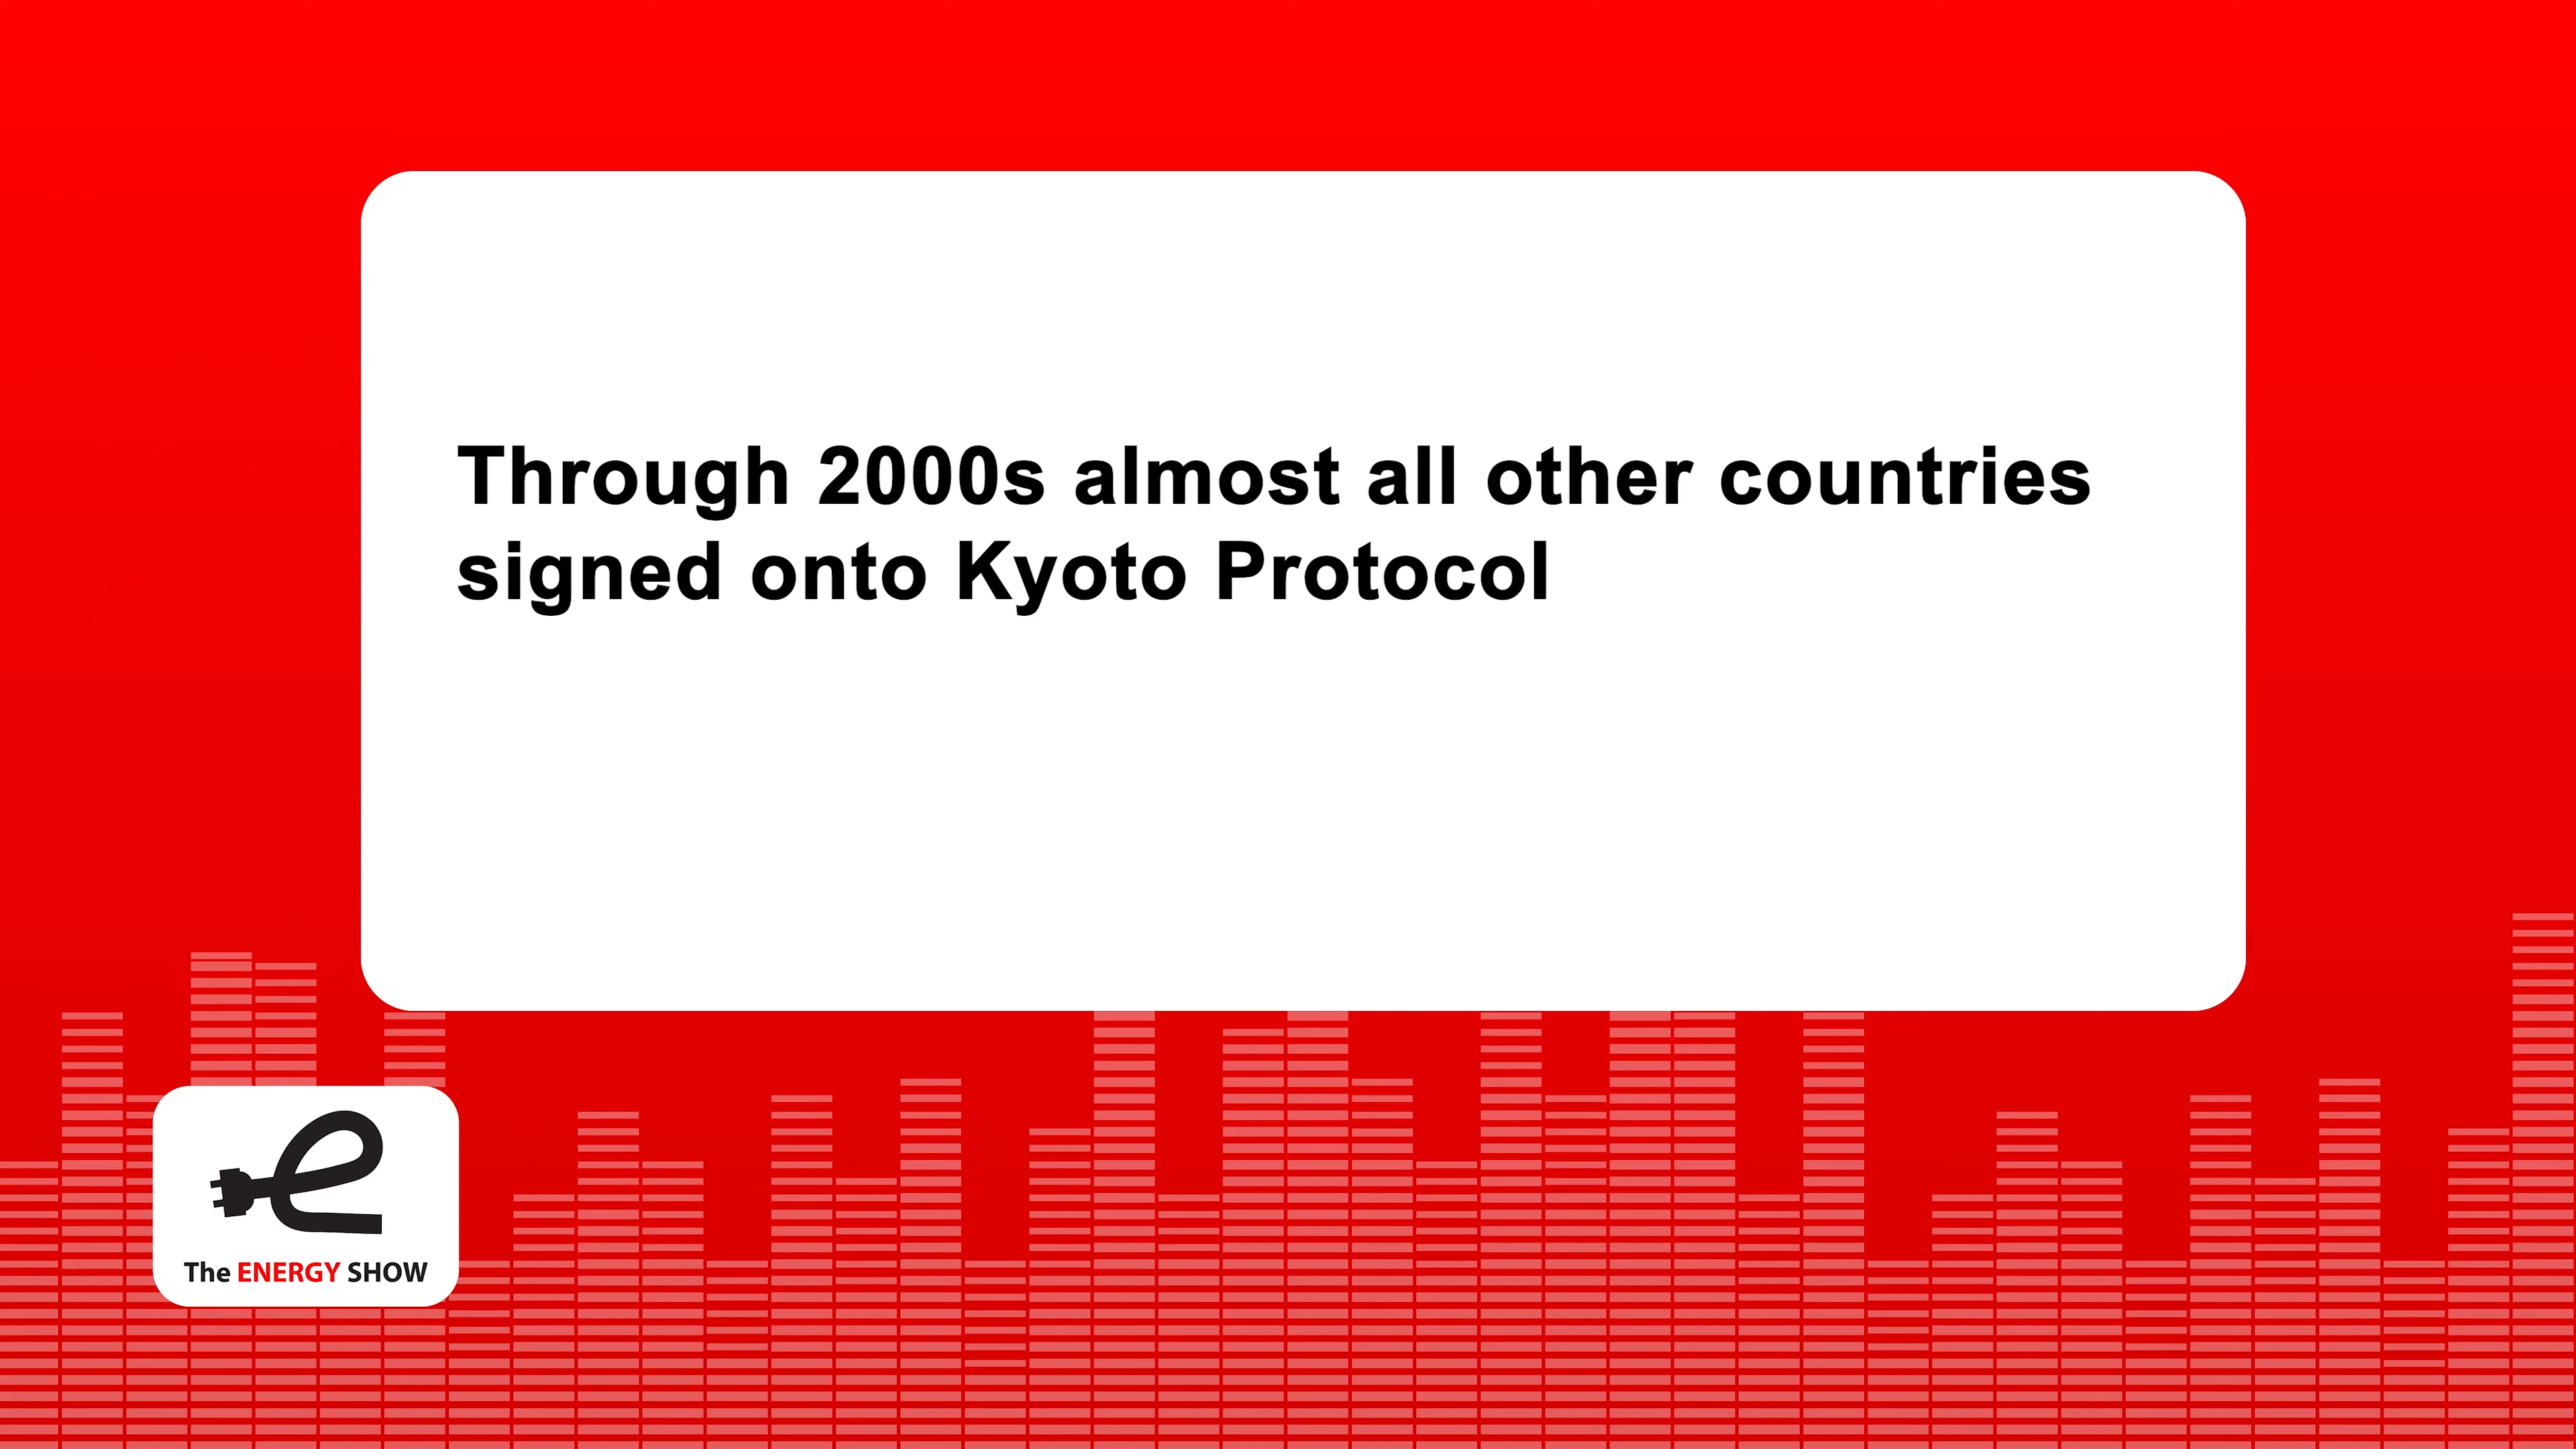 Through 2000s almost all other countries
signed onto Kyoto Protocol
The ENERGY SHOW